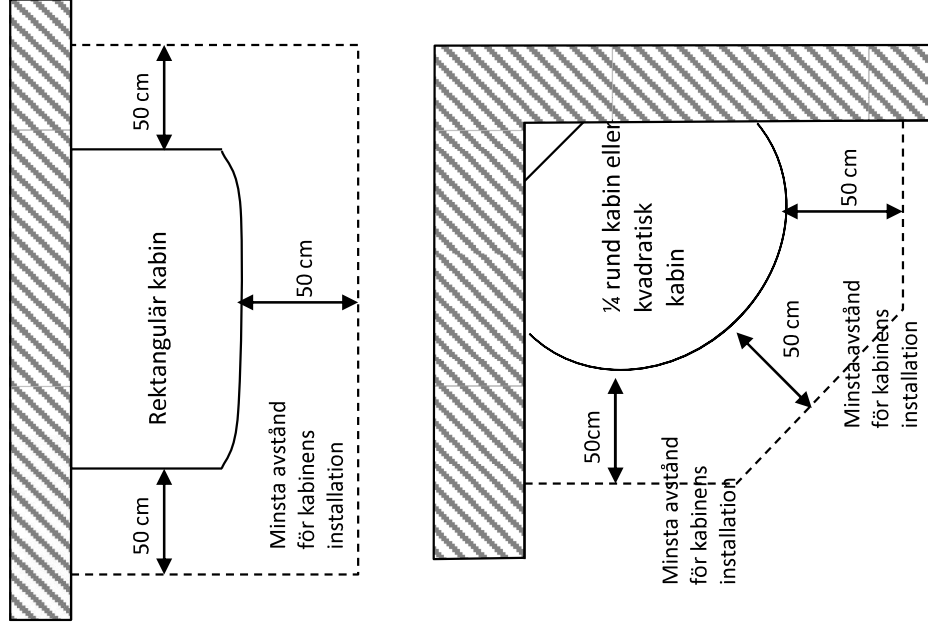 50 cm
Rektangulär kabin
50 cm
50 cm
Minsta avstånd
för kabinens
installation
¼ rund kabin eller
kvadratisk
kabin
50 cm
50 cm
50cm
Minsta avstånd
för kabinens
installation
Minsta avstånd
för kabinens
installation